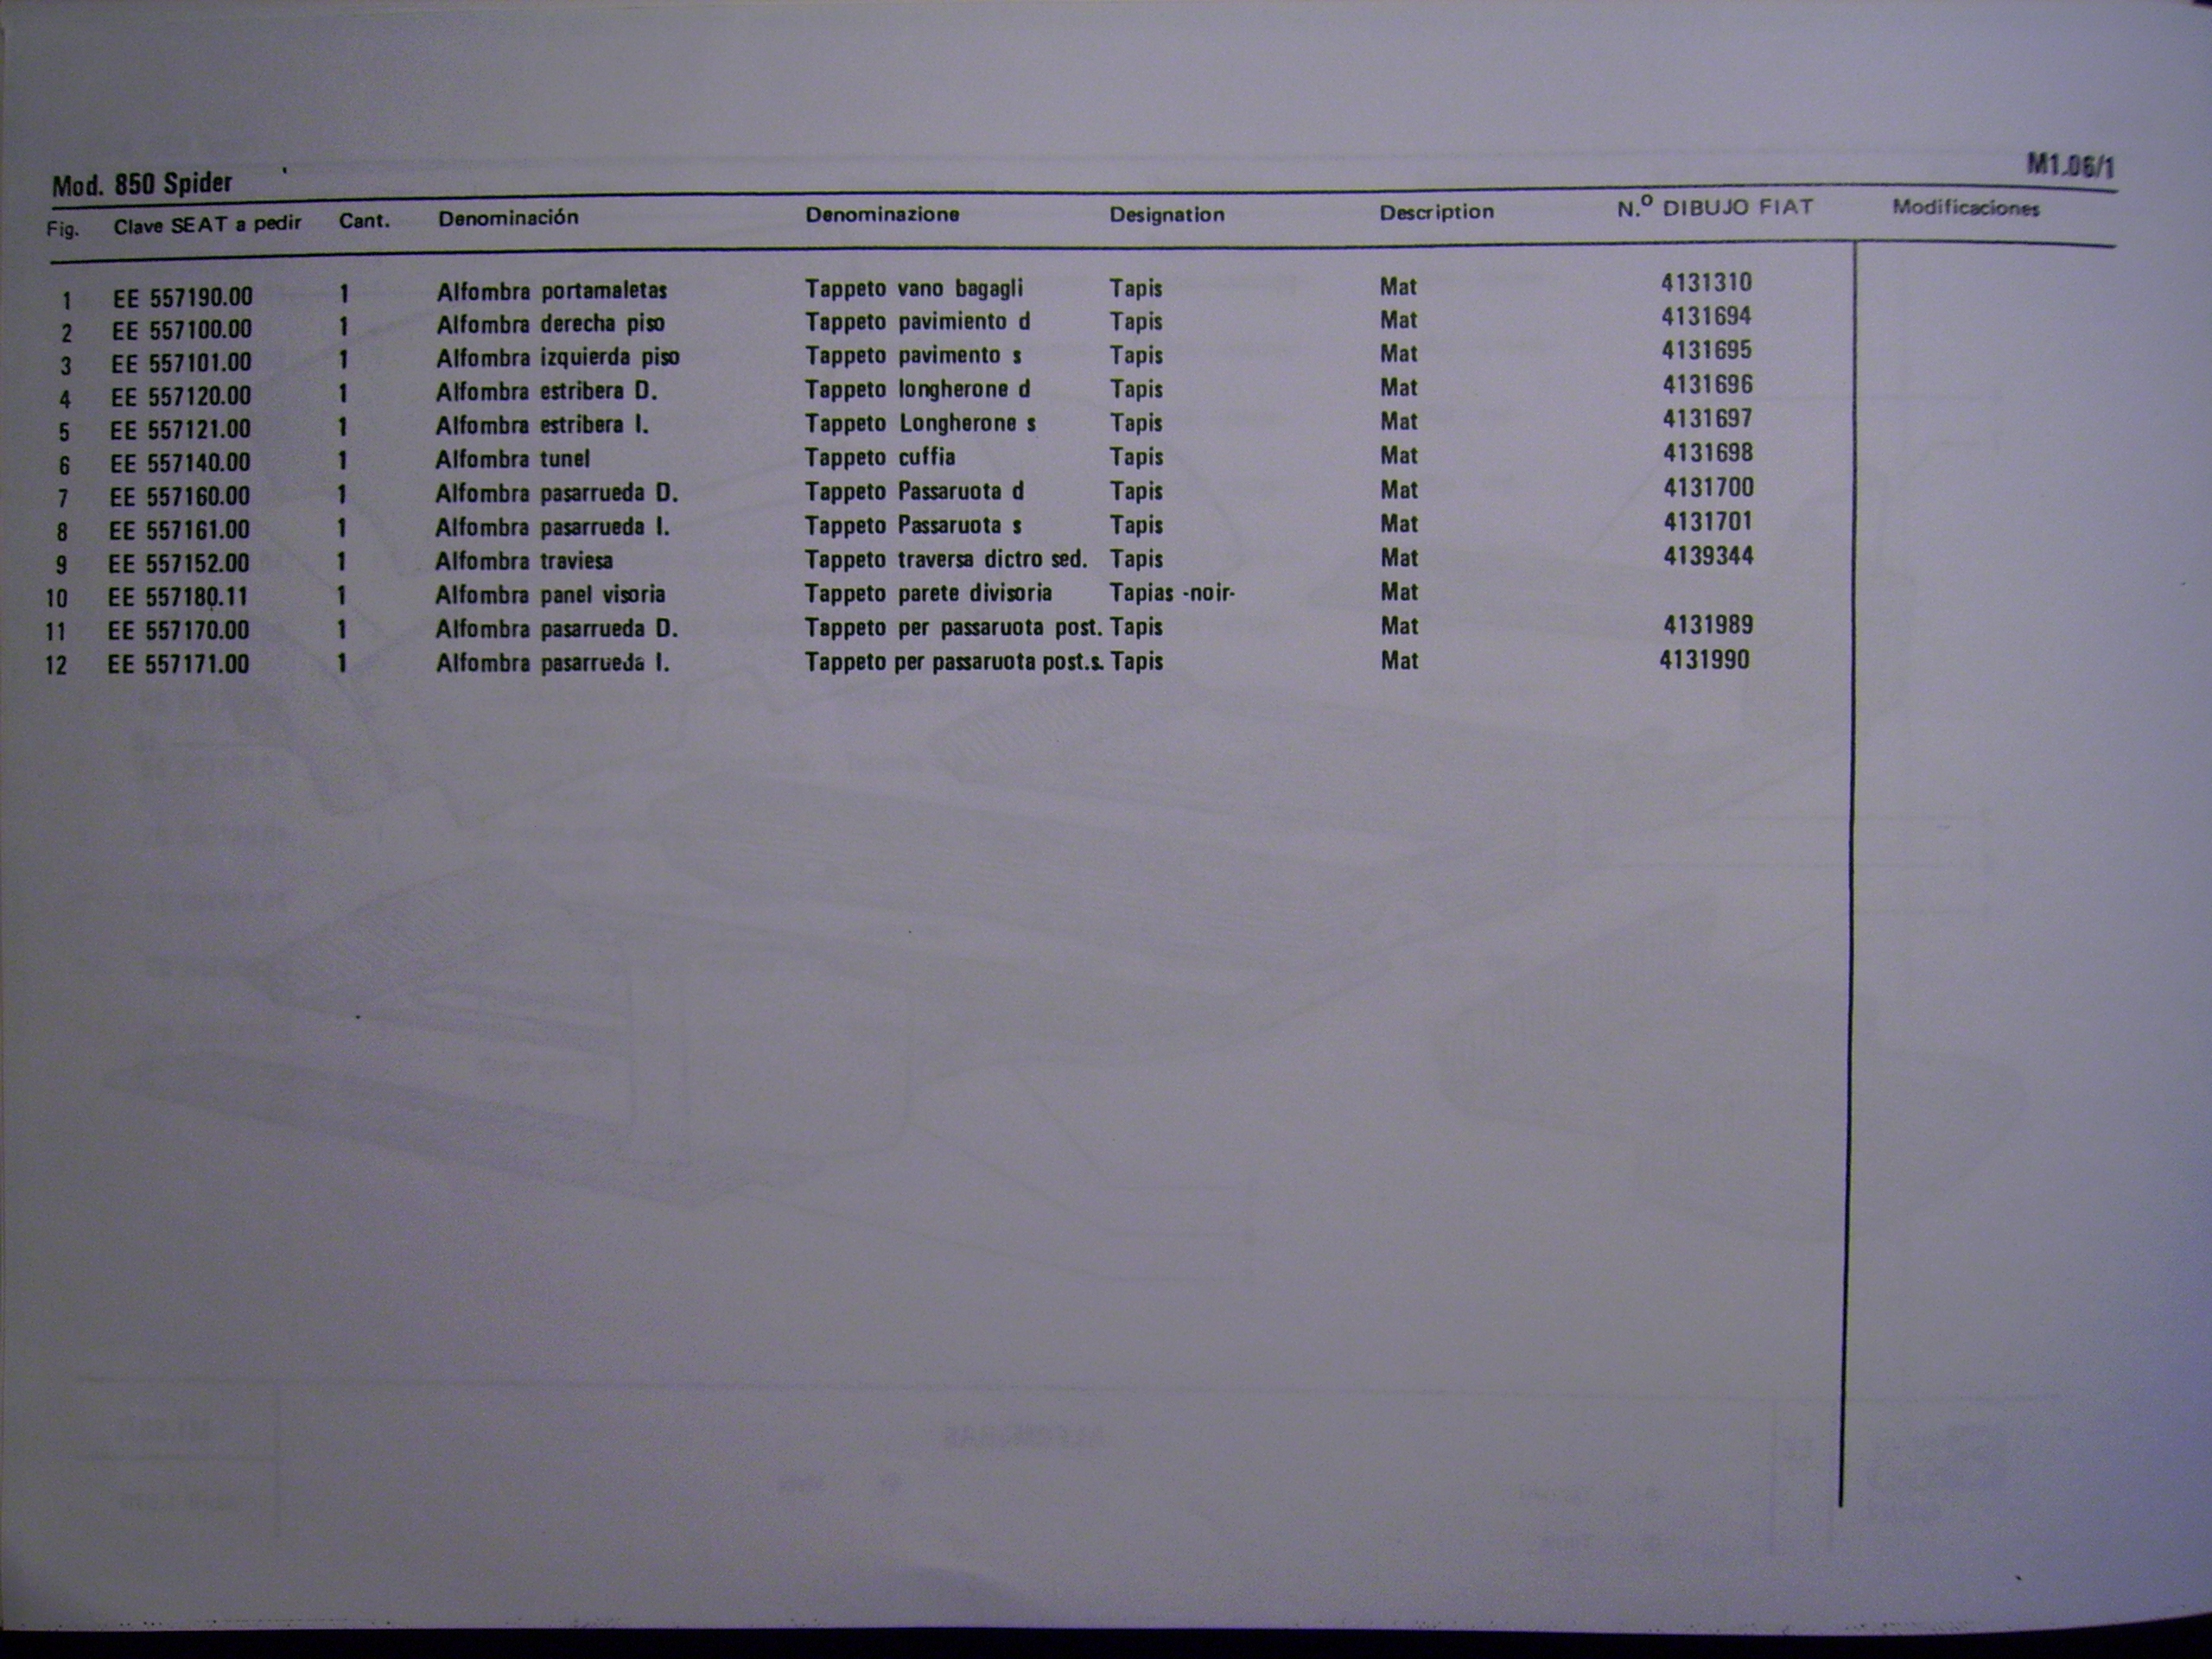 Mod. 850 Spider M1.06/1
Fig. Clave SEAT a pedir Cant. Denominación Denominazione Designation Description N.º DIBUJO FIAT Modificaciones
1 EE 557190.00 1 Alfombra portamaletas Tappeto vano bagagli Tapis Mat 4131310
2 EE 557100.00 1 Alfombra derecha piso Tappeto pavimiento d Tapis Mat 4131694
3 EE 557101.00 1 Alfombra izquierda piso Tappeto pavimento s Tapis Mat 4131695
4 EE 557120.00 1 Alfombra estribera D. Tappeto longherone d Tapis Mat 4131696
5 EE 557121.00 1 Alfombra estribera I. Tappeto Longherone s Tapis Mat 4131697
6 EE 557140.00 1 Alfombra tunel Tappeto cuffia Tapis Mat 4131698
7 EE 557160.00 1 Alfombra pasarrueda D. Tappeto Passaruota d Tapis Mat 4131700
8 EE 557161.00 1 Alfombra pasarrueda I. Tappeto Passaruota s Tapis Mat 4131701
9 EE 557152.00 1 Alfombra traviesa Tappeto traversa dictro sed. Tapis Mat 4139344
10 EE 557180.11 1 Alfombra panel visoria Tappeto parete divisoria Tapias -noir- Mat
11 EE 557170.00 1 Alfombra pasarrueda D. Tappeto per passaruota post. Tapis Mat 4131989
12 EE 557171.00 1 Alfombra pasarrueda I. Tappeto per passaruota post.s. Tapis Mat 4131990